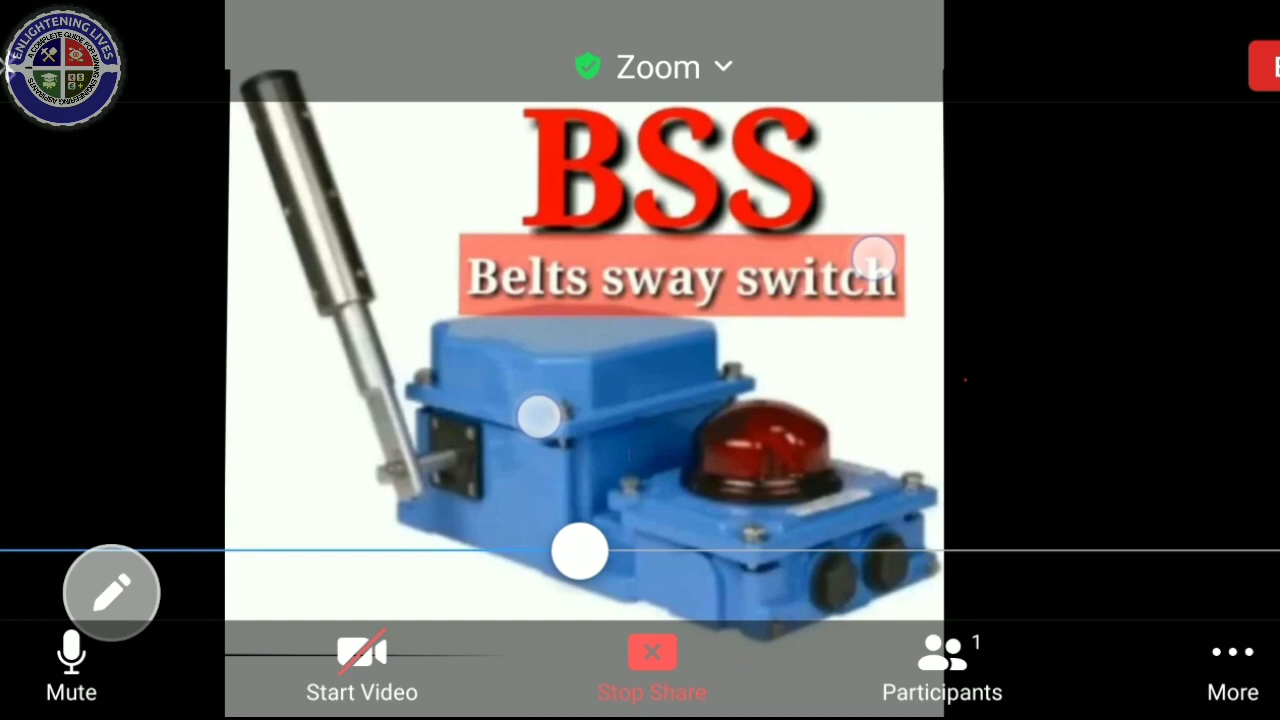 ENLIGHTENING LIVES
Zoom
BSS
Belts sway switch
1
Mute
Start Video
Stop Share
Participants
More